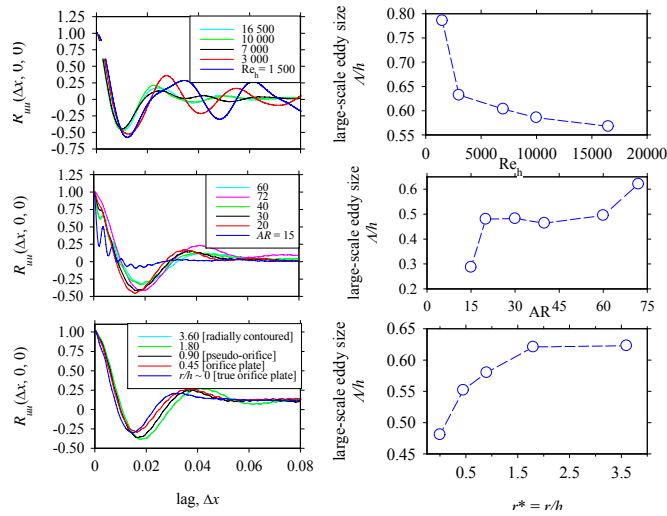 1.25
1.00
0.75
0.50
0.25
0
-0.25
-0.50
-0.75
R_uu(Δx, 0, 0)
16 500
10 000
7 000
3 000
Re_h = 1 500
0.80
0.75
0.70
0.65
0.60
0.55
large-scale eddy size
Λ/h
0 5000 10000 15000 20000
Re_h
1.25
1.00
0.75
0.50
0.25
0
-0.25
-0.50
R_uu(Δx, 0, 0)
60
72
40
30
20
AR = 15
0.6
0.5
0.4
0.3
0.2
large-scale eddy size
Λ/h
0 15 30 45 60 75
AR
1.25
1.00
0.75
0.50
0.25
0
-0.25
-0.50
R_uu(Δx, 0, 0)
3.60 [radially contoured]
1.80
0.90 [pseudo-orifice]
0.45 [orifice plate]
r/h ~ 0 [true orifice plate]
0 0.02 0.04 0.06 0.08
lag, Δx
0.65
0.60
0.55
0.50
0.45
large-scale eddy size
Λ/h
0.5 1.2 2.0 2.8 3.6
r* = r/h